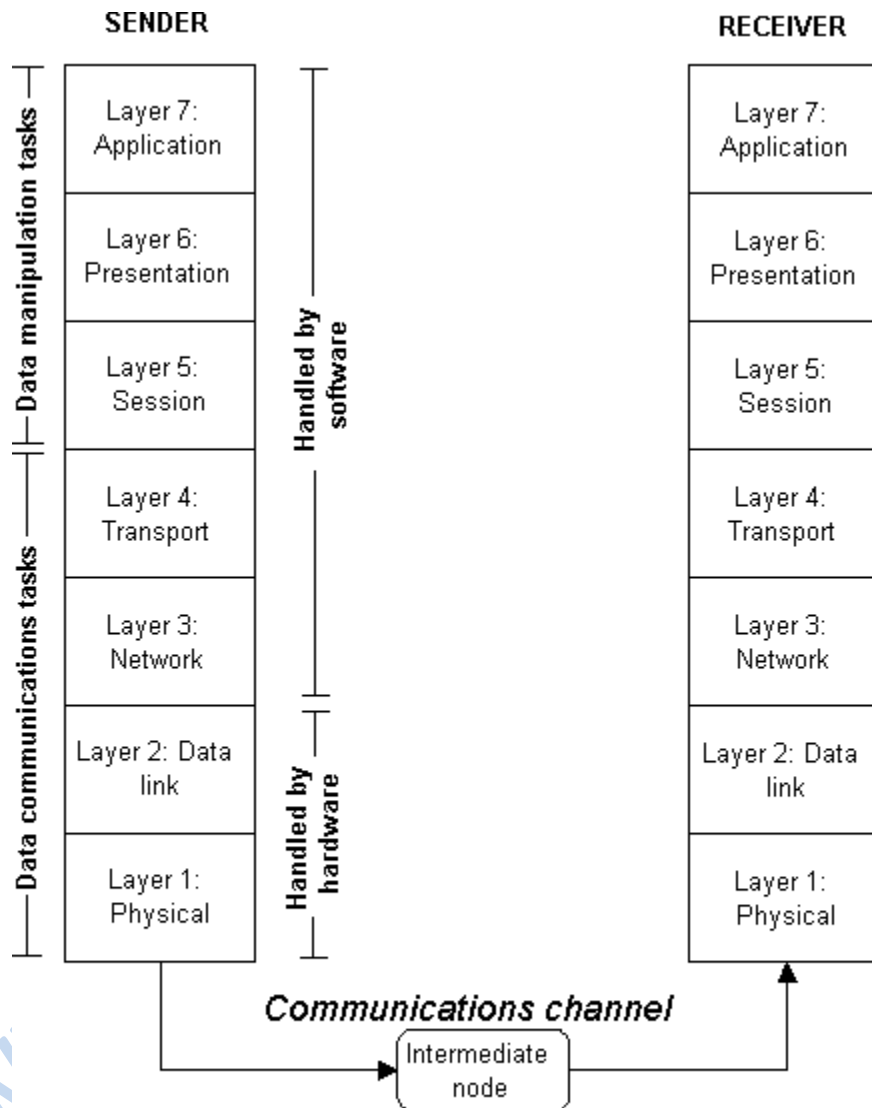 SENDER
RECEIVER
Data manipulation tasks
Data communications tasks
Layer 7:
Application
Layer 6:
Presentation
Layer 5:
Session
Layer 4:
Transport
Layer 3:
Network
Layer 2: Data
link
Layer 1:
Physical
Handled by
software
Handled by
hardware
Layer 7:
Application
Layer 6:
Presentation
Layer 5:
Session
Layer 4:
Transport
Layer 3:
Network
Layer 2: Data
link
Layer 1:
Physical
Communications channel
Intermediate
node